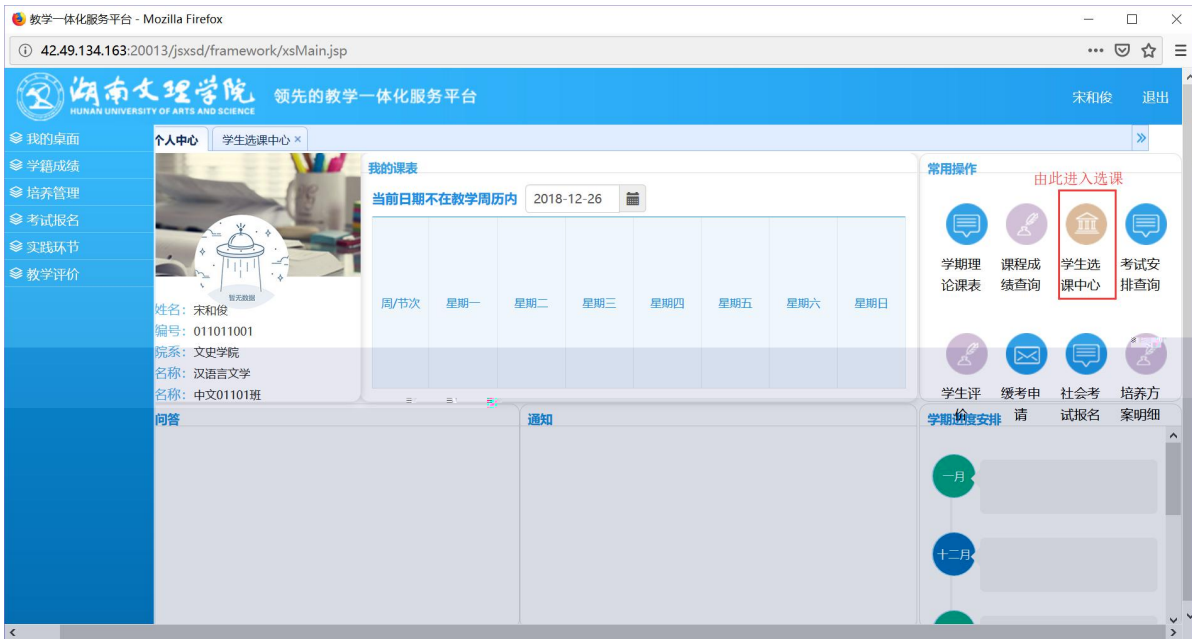 教学一体化服务平台 - Mozilla Firefox
42.49.134.163:20013/jsxsd/framework/xsMain.jsp
湖南文理学院
HUNAN UNIVERSITY OF ARTS AND SCIENCE
领先的教学一体化服务平台
宋和俊 退出
我的桌面
学籍成绩
培养管理
考试报名
实践环节
教学评价
个人中心 学生选课中心 ×
暂无数据
姓名: 宋和俊
编号: 011011001
院系: 文史学院
名称: 汉语言文学
名称: 中文01101班
我的课表
当前日期不在教学周历内 2018-12-26
周/节次 星期一 星期二 星期三 星期四 星期五 星期六 星期日
常用操作
由此进入选课
学期理论课表
课程成绩查询
学生选课中心
考试安排查询
学生评价
缓考申请
社会考试报名
培养方案明细
问答
通知
学期进度安排
一月
十二月